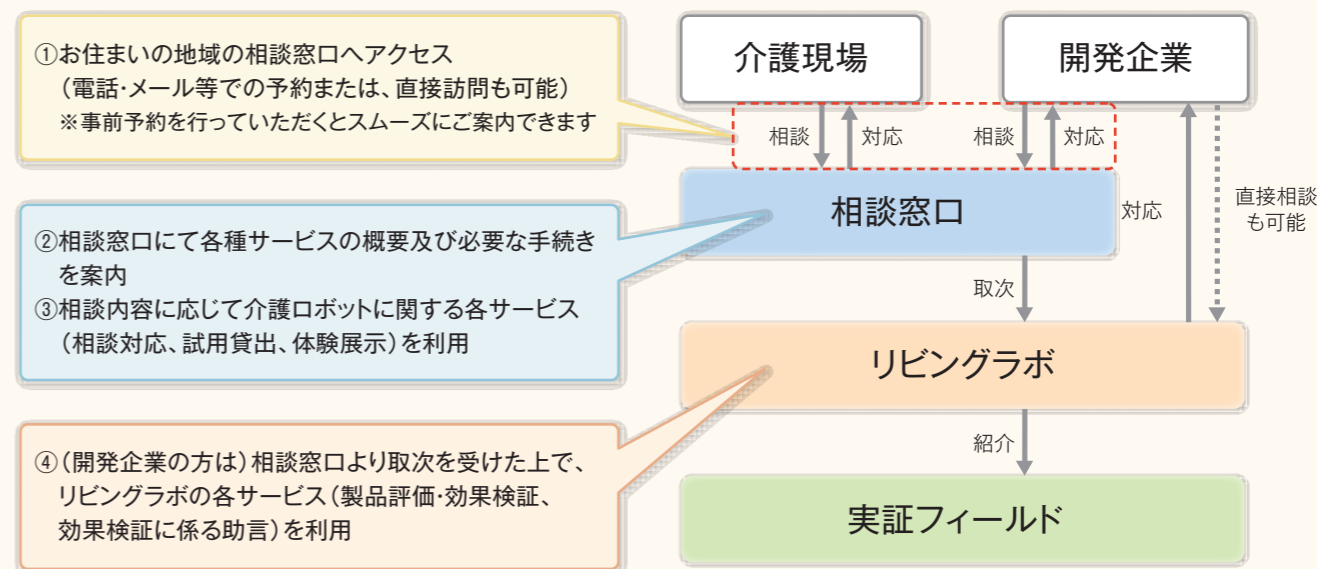 ①お住まいの地域の相談窓口へアクセス
（電話・メール等での予約または、直接訪問も可能）
※事前予約を行っていただくとスムーズにご案内できます
②相談窓口にて各種サービスの概要及び必要な手続き
を案内
③相談内容に応じて介護ロボットに関する各サービス
（相談対応、試用貸出、体験展示）を利用
④（開発企業の方は）相談窓口より取次を受けた上で、
リビングラボの各サービス（製品評価・効果検証、
効果検証に係る助言）を利用
介護現場
開発企業
相談
対応
相談
対応
相談窓口
対応
直接相談
も可能
取次
リビングラボ
紹介
実証フィールド